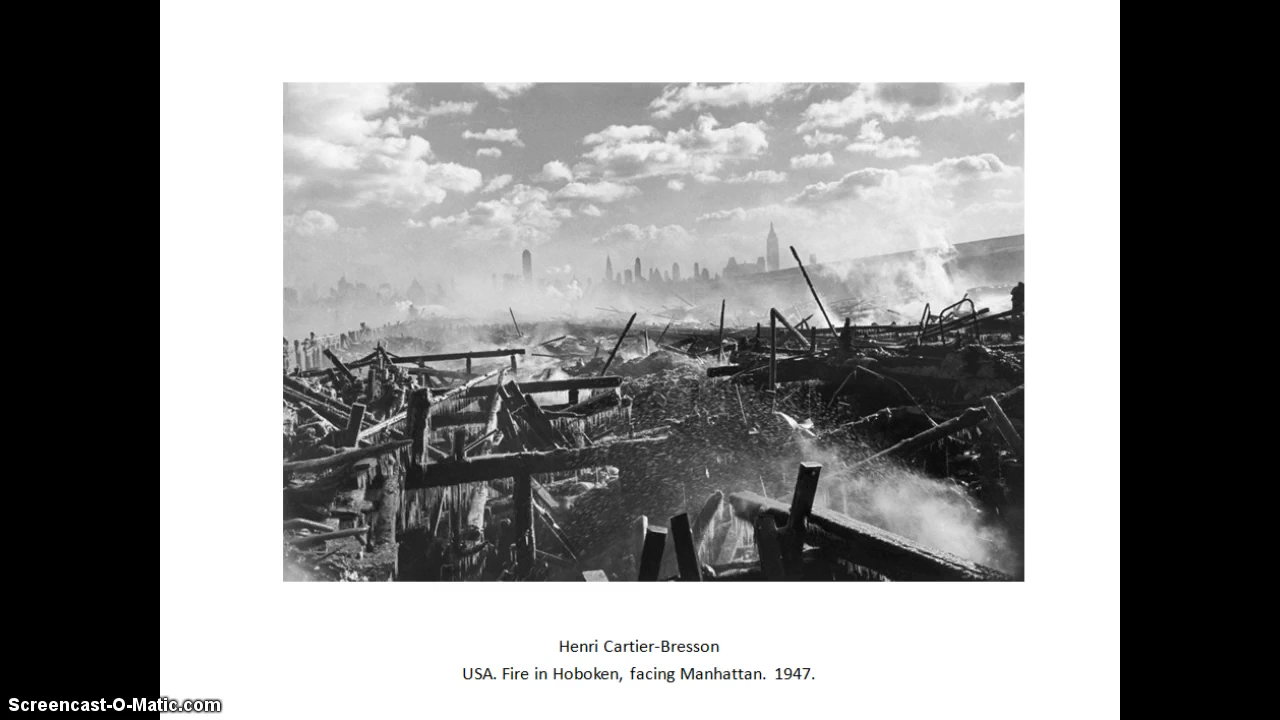 Henri Cartier-Bresson
USA. Fire in Hoboken, facing Manhattan. 1947.
Screencast-O-Matic.com